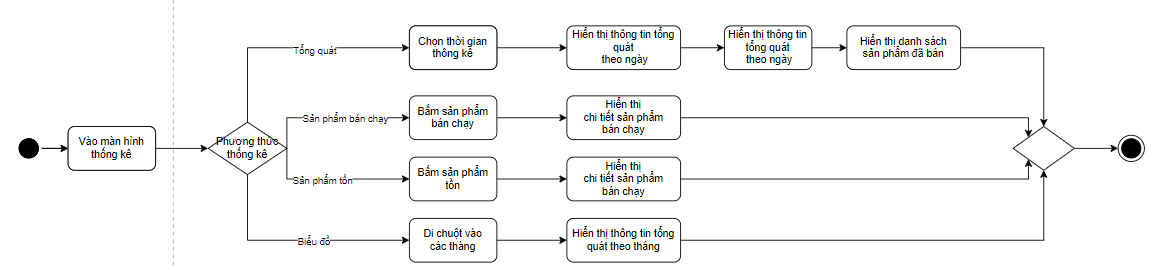 Tổng quát
Chọn thời gian
thông kê
Hiển thị thông tin tổng
quát
theo ngày
Hiển thị thông tin
tổng quát
theo ngày
Hiển thị danh sách
sản phẩm đã bán
Vào màn hình
thống kê
Phương thức
thống kê
Sản phẩm bán chạy
Bấm sản phẩm
bán chạy
Hiển thị
chi tiết sản phẩm
bán chạy
Sản phẩm tồn
Bấm sản phẩm
tồn
Hiển thị
chi tiết sản phẩm
bán chạy
Biểu đồ
Di chuột vào
các thàng
Hiển thị thông tin tổng
quát theo tháng